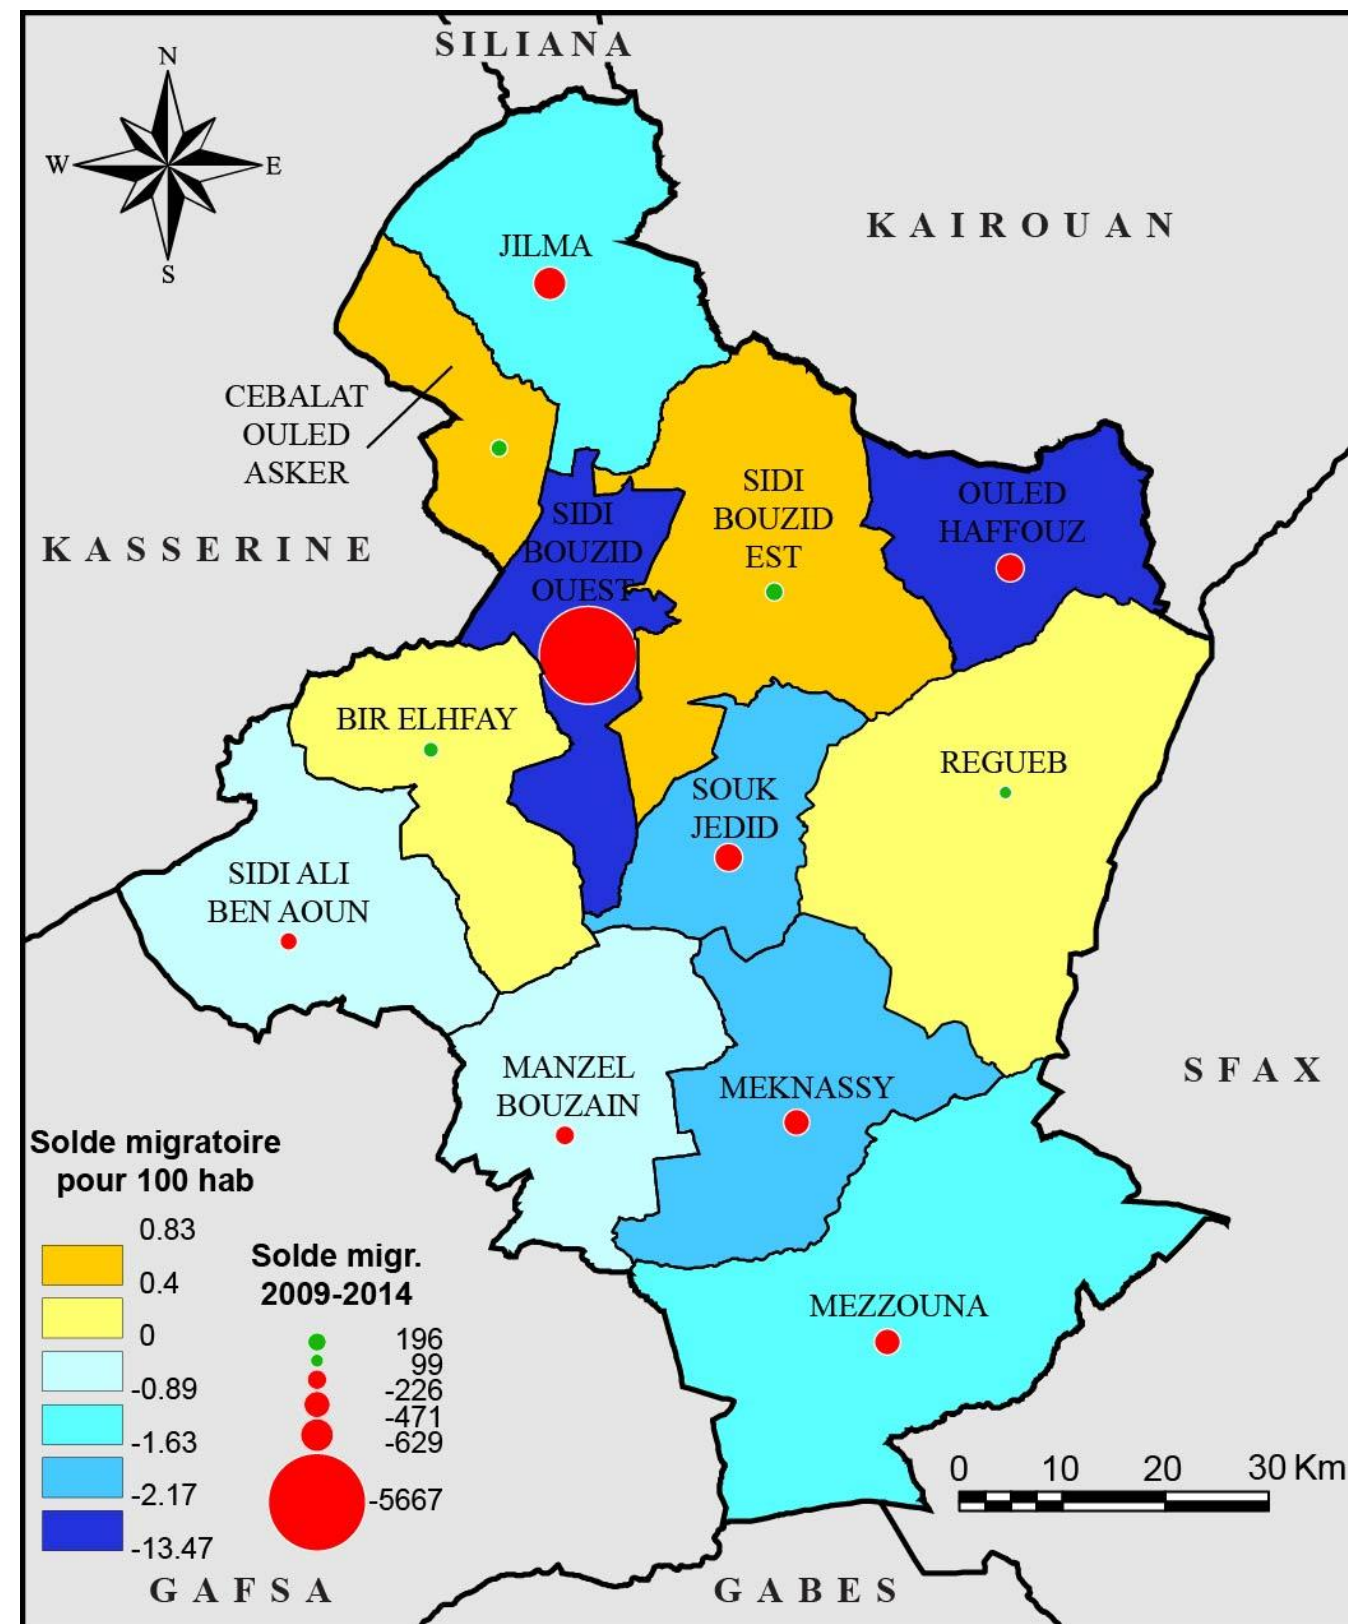 SILIANA
N
W
E
S
KAIROUAN
JILMA
CEBALAT
OULED
ASKER
SIDI
BOUZID
EST
OULED
HAFFOUZ
SIDI
BOUZID
OUEST
KASSERINE
BIR ELHFAY
REGUEB
SOUK
JEDID
SIDI ALI
BEN AOUN
MANZEL
BOUZAIN
MEKNASSY
SFAX
MEZZOUNA
Solde migratoire
pour 100 hab
0.83
0.4
0
-0.89
-1.63
-2.17
-13.47
Solde migr.
2009-2014
196
99
-226
-471
-629
-5667
0 10 20 30 Km
GAFSA
GABES